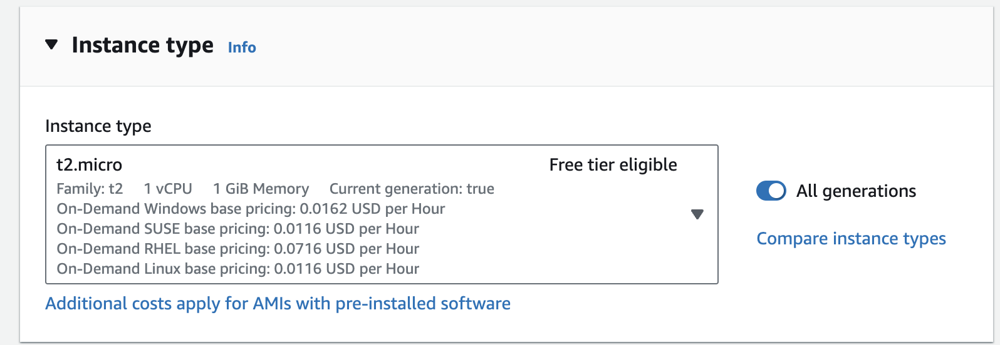 Instance type Info
Instance type
t2.micro Free tier eligible
Family: t2 1 vCPU 1 GiB Memory Current generation: true
On-Demand Windows base pricing: 0.0162 USD per Hour
On-Demand SUSE base pricing: 0.0116 USD per Hour
On-Demand RHEL base pricing: 0.0716 USD per Hour
On-Demand Linux base pricing: 0.0116 USD per Hour
All generations
Compare instance types
Additional costs apply for AMIs with pre-installed software